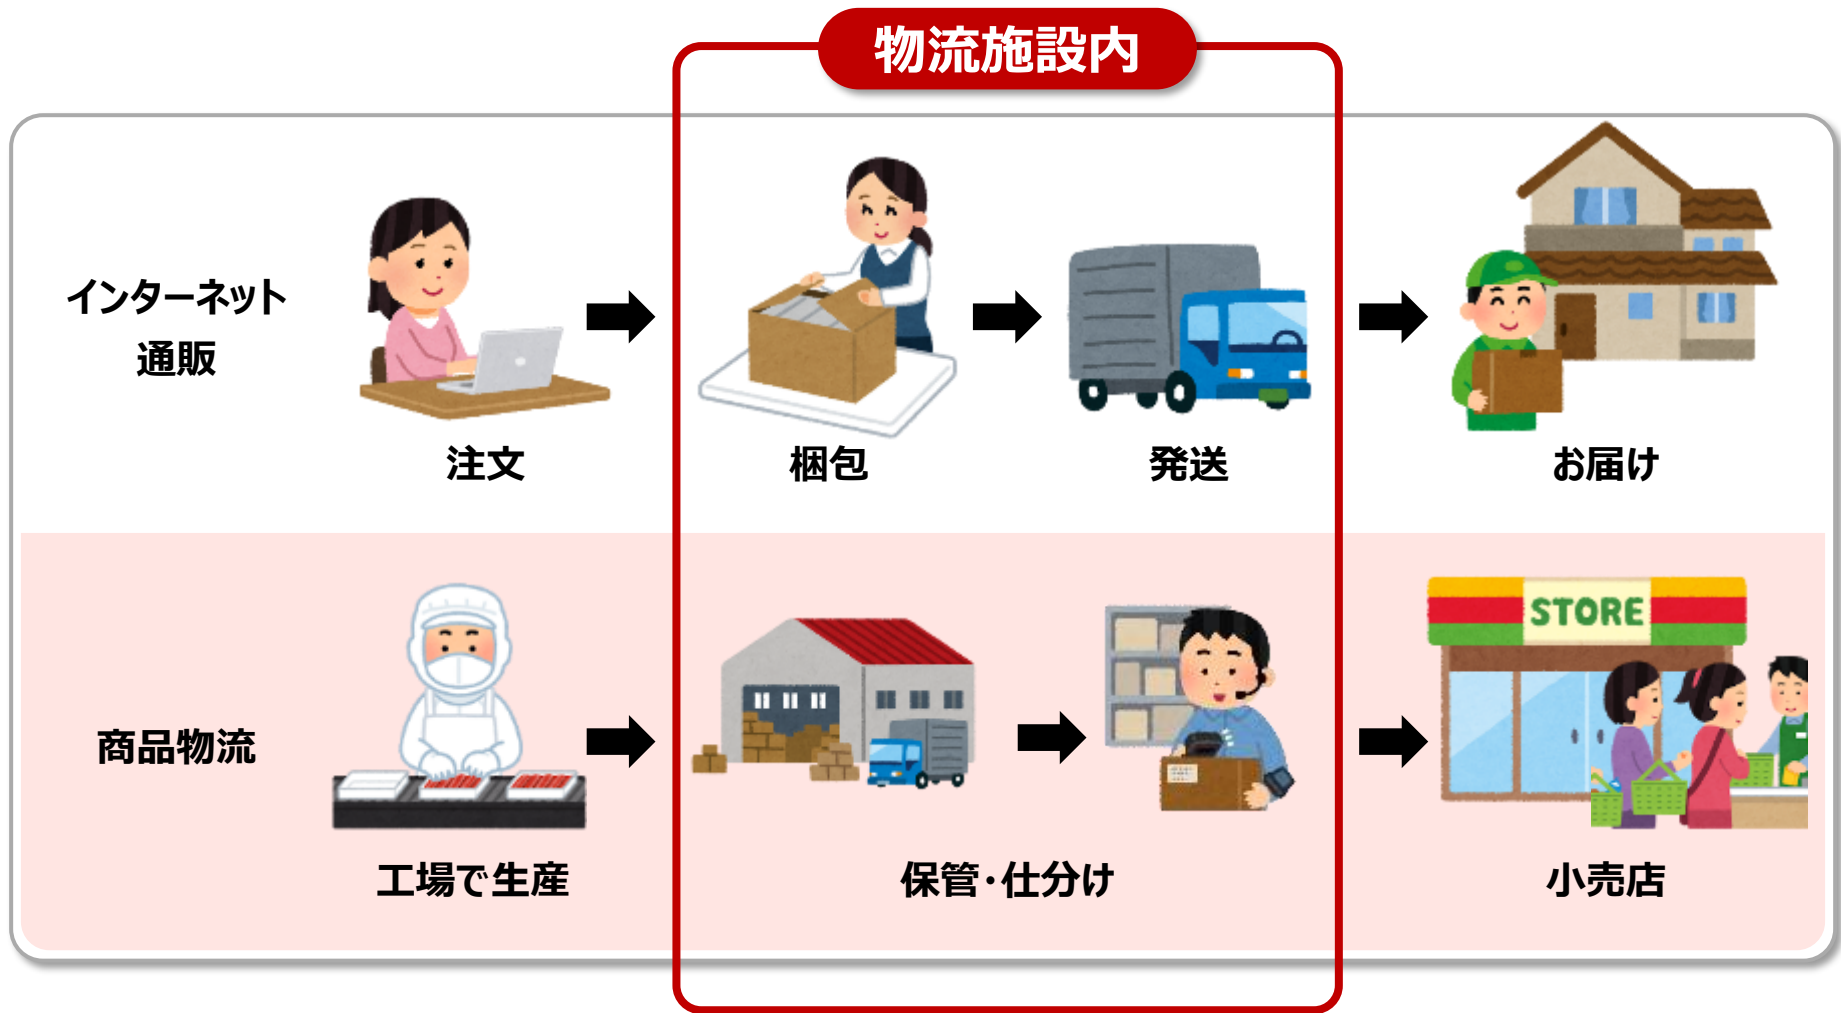 物流施設内
インターネット
通販
注文
梱包
発送
お届け
STORE
商品物流
工場で生産
保管・仕分け
小売店